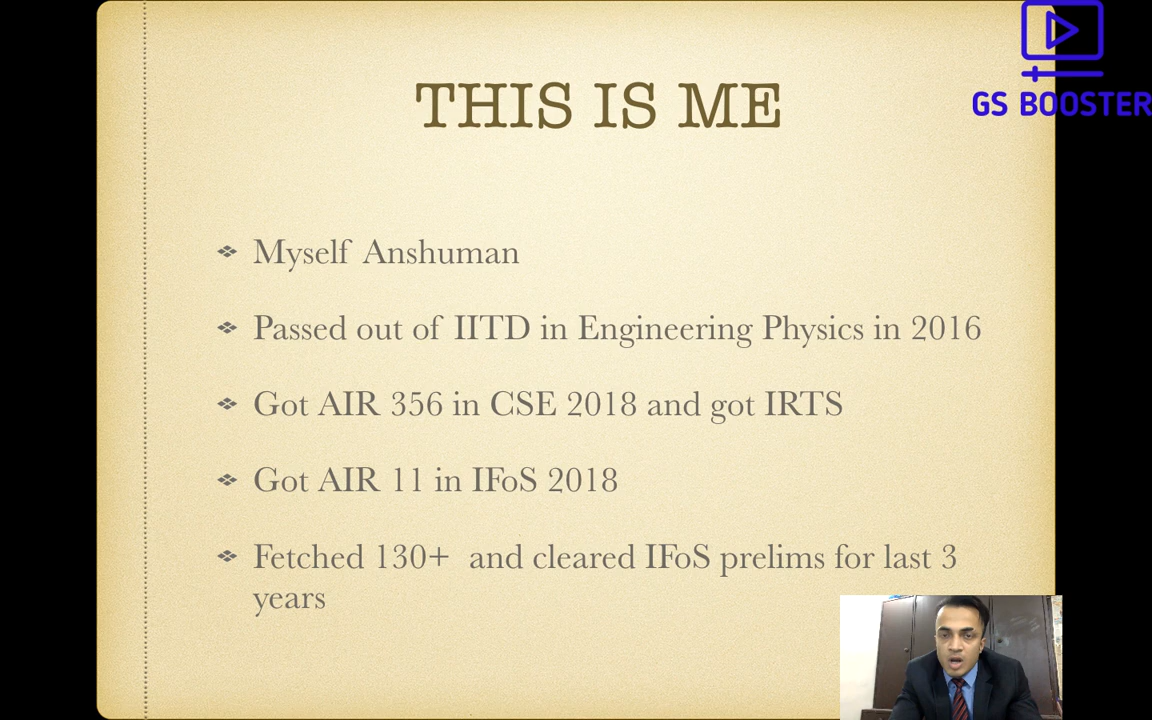 GS BOOSTER
THIS IS ME
Myself Anshuman
Passed out of IITD in Engineering Physics in 2016
Got AIR 356 in CSE 2018 and got IRTS
Got AIR 11 in IFoS 2018
Fetched 130+ and cleared IFoS prelims for last 3
years